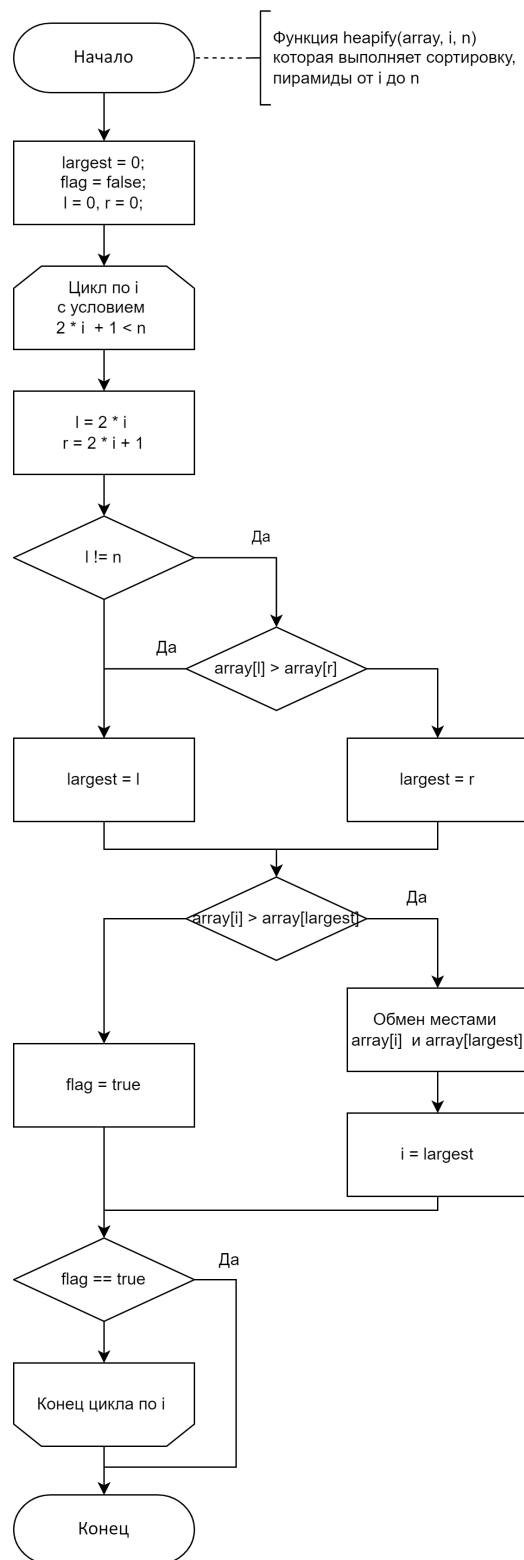 Начало
Функция heapify(array, i, n)
которая выполняет сортировку,
пирамиды от i до n
largest = 0;
flag = false;
l = 0, r = 0;
Цикл по i
с условием
2 * i + 1 < n
l = 2 * i
r = 2 * i + 1
l != n
Да
array[l] > array[r]
Да
largest = l
largest = r
array[i] > array[largest]
Да
Обмен местами
array[i] и array[largest]
flag = true
i = largest
flag == true
Да
Конец цикла по i
Конец